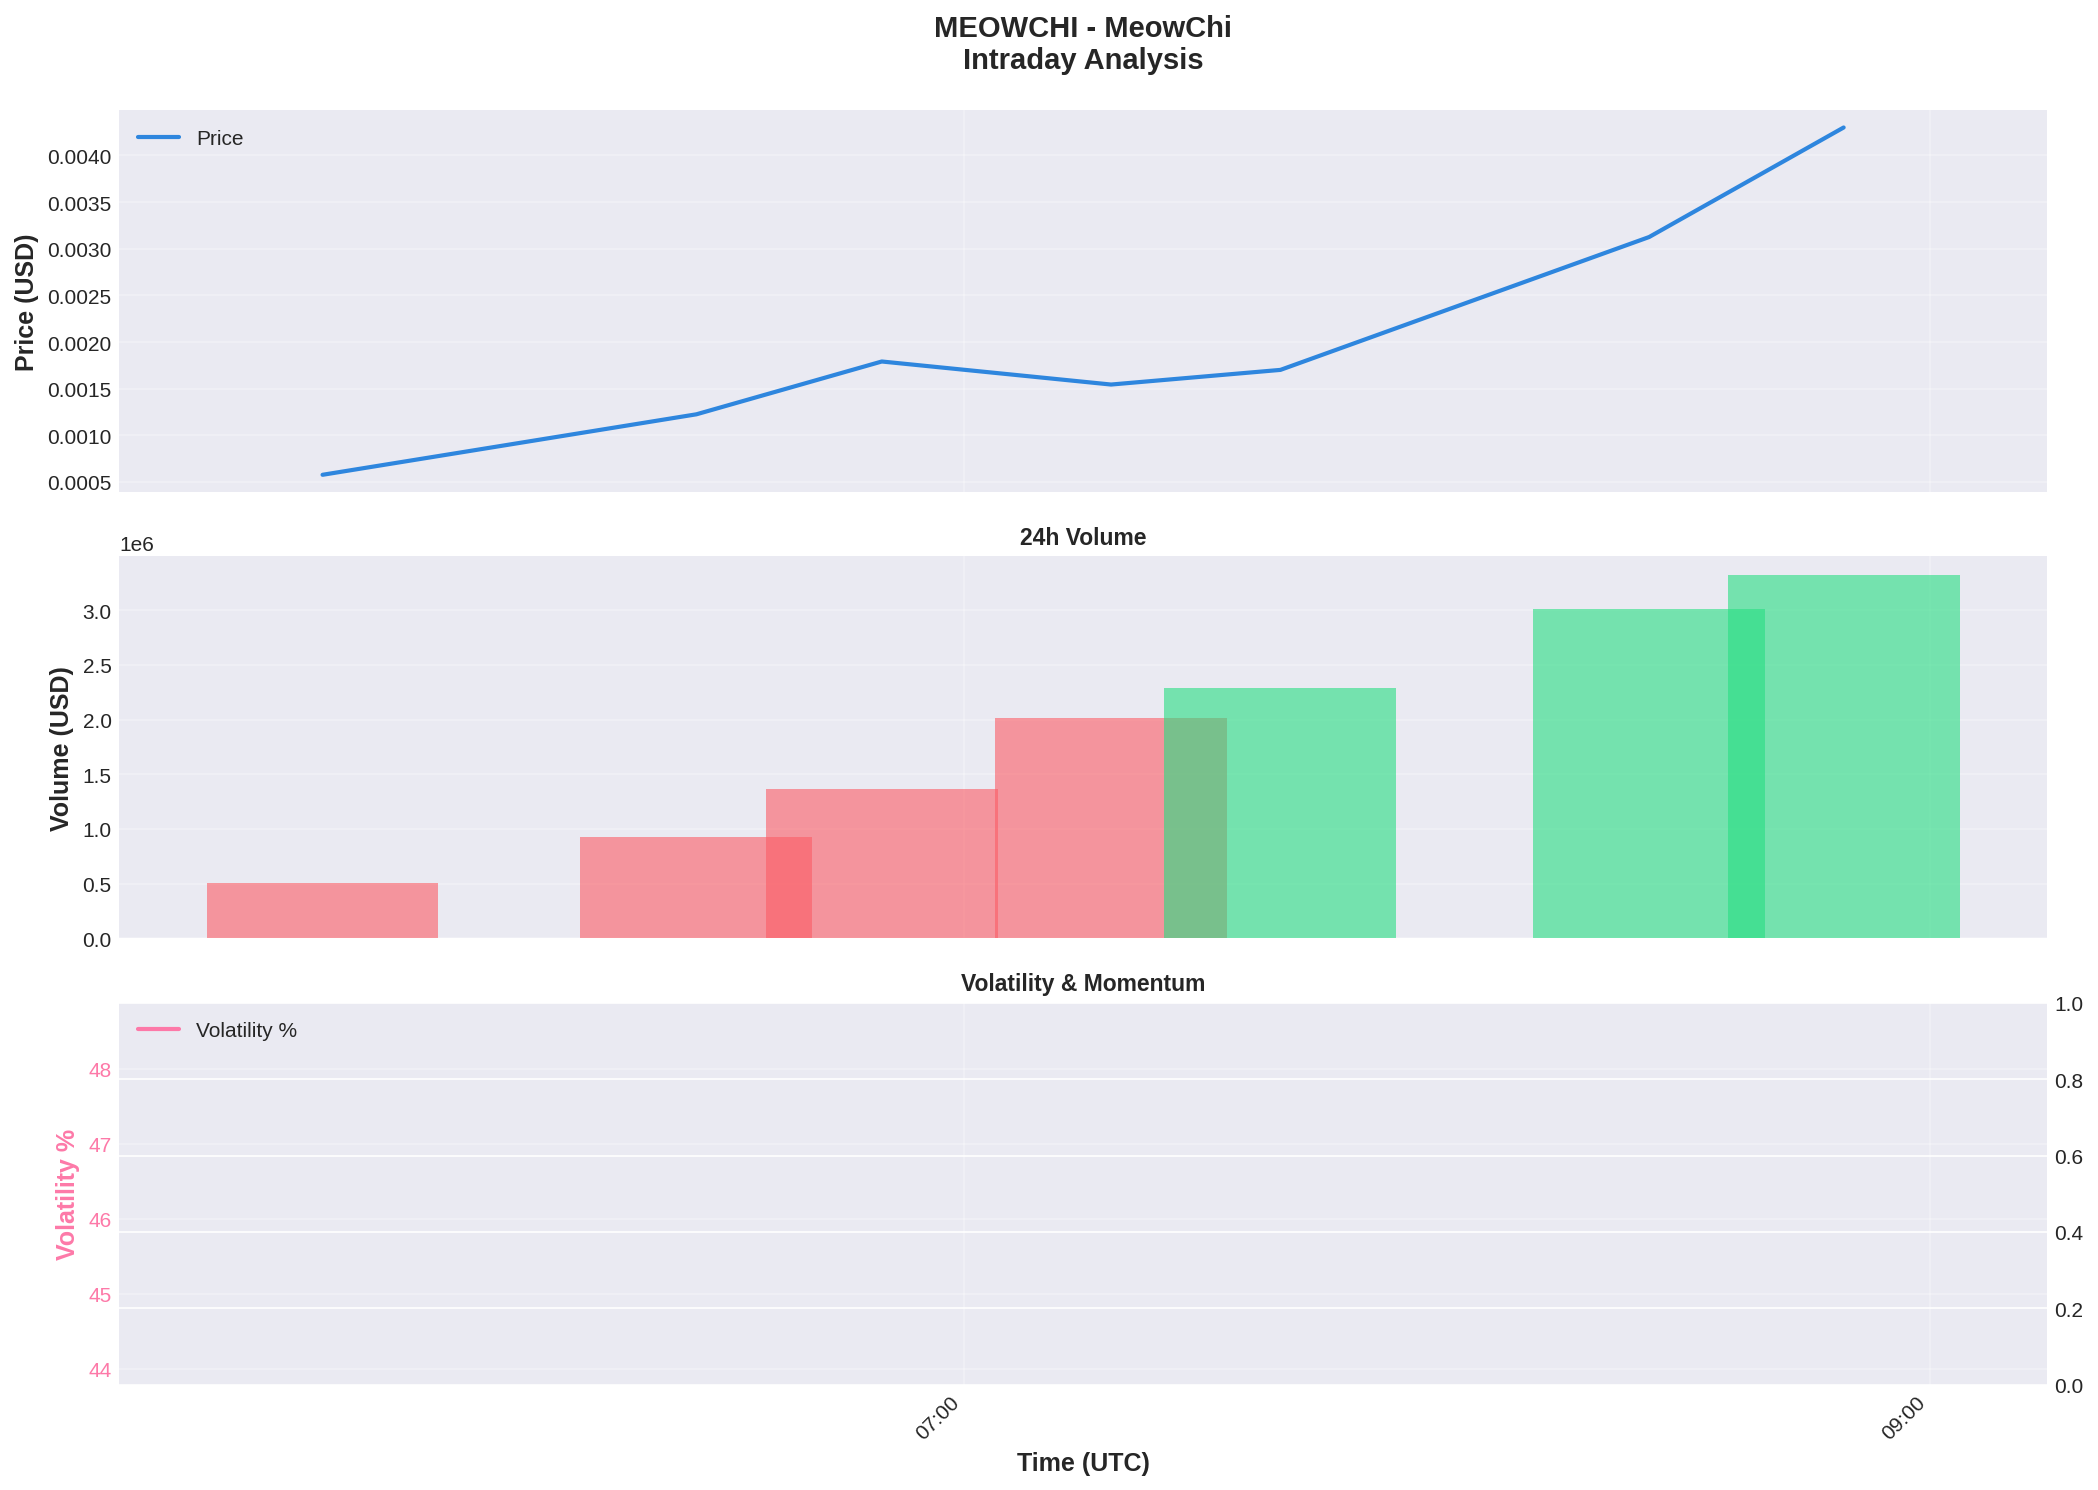 MEOWCHI - MeowChi
Intraday Analysis
Price
0.0040
0.0035
0.0030
0.0025
0.0020
0.0015
0.0010
0.0005
Price (USD)
24h Volume
1e6
3.0
2.5
2.0
1.5
1.0
0.5
0.0
Volume (USD)
Volatility & Momentum
Volatility %
48
47
46
45
44
Volatility %
1.0
0.8
0.6
0.4
0.2
0.0
07:00
09:00
Time (UTC)